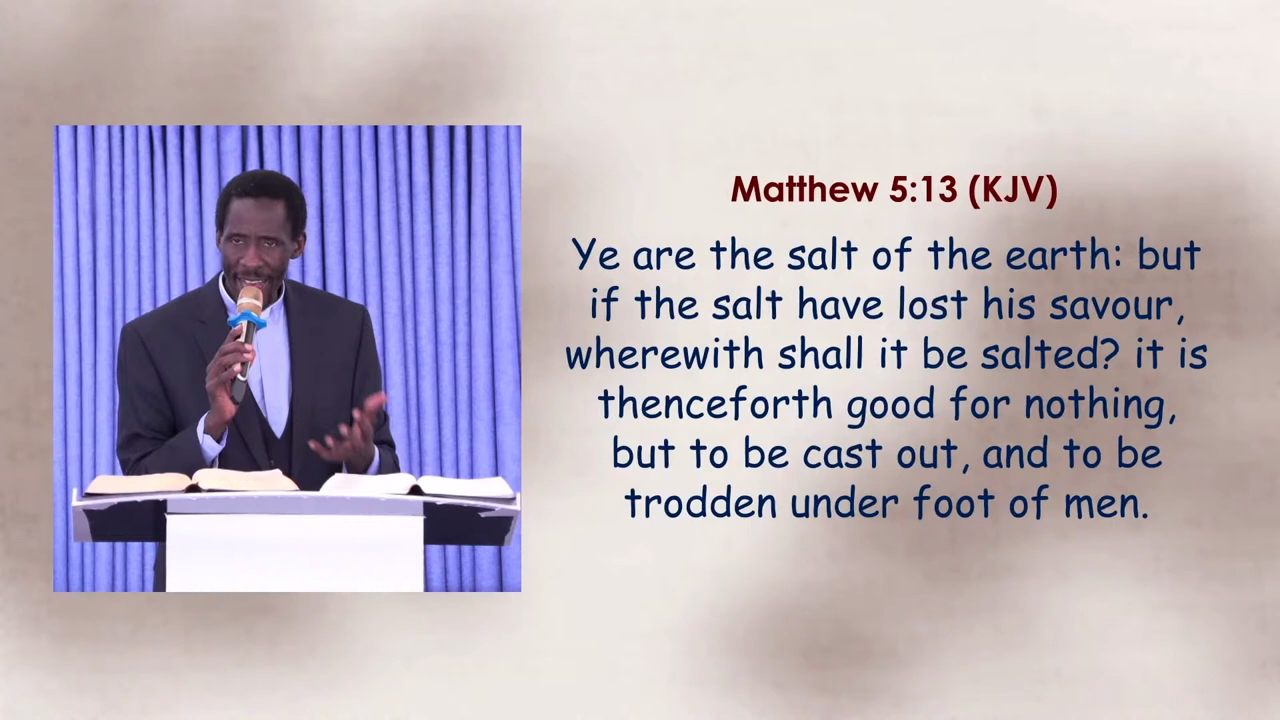 Matthew 5:13 (KJV)
Ye are the salt of the earth: but
if the salt have lost his savour,
wherewith shall it be salted? it is
thenceforth good for nothing,
but to be cast out, and to be
trodden under foot of men.